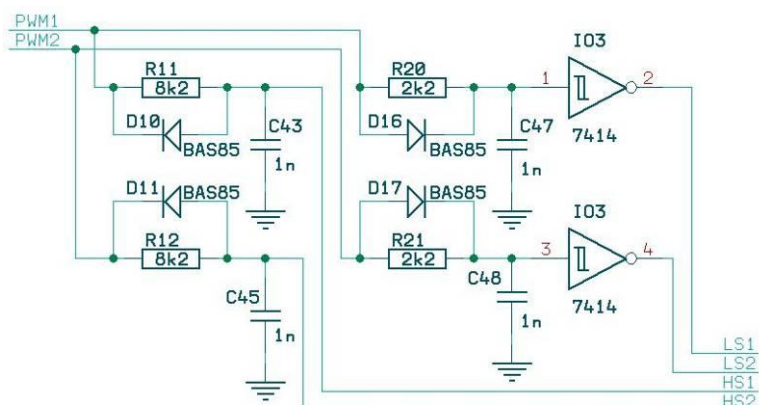 PWM1
PWM2
IO3
R11
8k2
R20
2k2
1
2
D10
C43
D16
C47
7414
BAS85
BAS85
1n
1n
D11
BAS85
D17
BAS85
IO3
R12
8k2
R21
2k2
3
4
C45
C48
7414
1n
1n
LS1
LS2
HS1
HS2